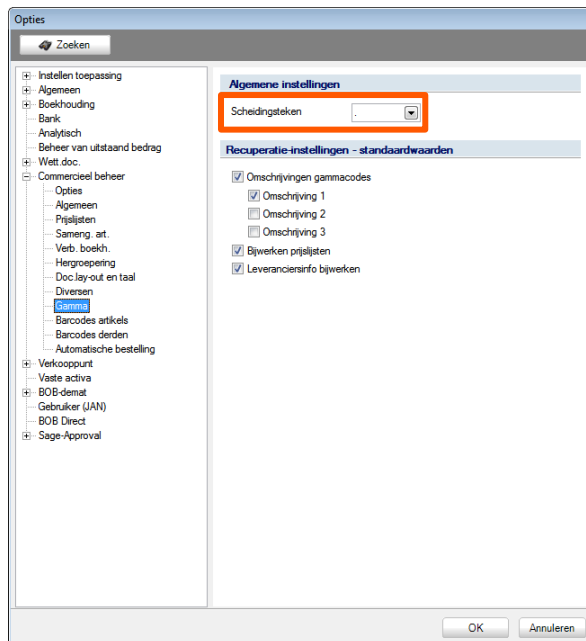 Opties
Zoeken
Instellen toepassing
Algemeen
Boekhouding
Bank
Analytisch
Beheer van uitstaand bedrag
Wett.doc.
Commercieel beheer
Opties
Algemeen
Prijslijsten
Sameng. art.
Verb. boekh.
Hergroepering
Doc.lay-out en taal
Diversen
Gamma
Barcodes artikels
Barcodes derden
Automatische bestelling
Verkooppunt
Vaste activa
BOB-demat
Gebruiker (JAN)
BOB Direct
Sage-Approval
Algemene instellingen
Scheidingsteken .
Recuperatie-instellingen - standaardwaarden
Omschrijvingen gammacodes
Omschrijving 1
Omschrijving 2
Omschrijving 3
Bijwerken prijslijsten
Leveranciersinfo bijwerken
OK Annuleren